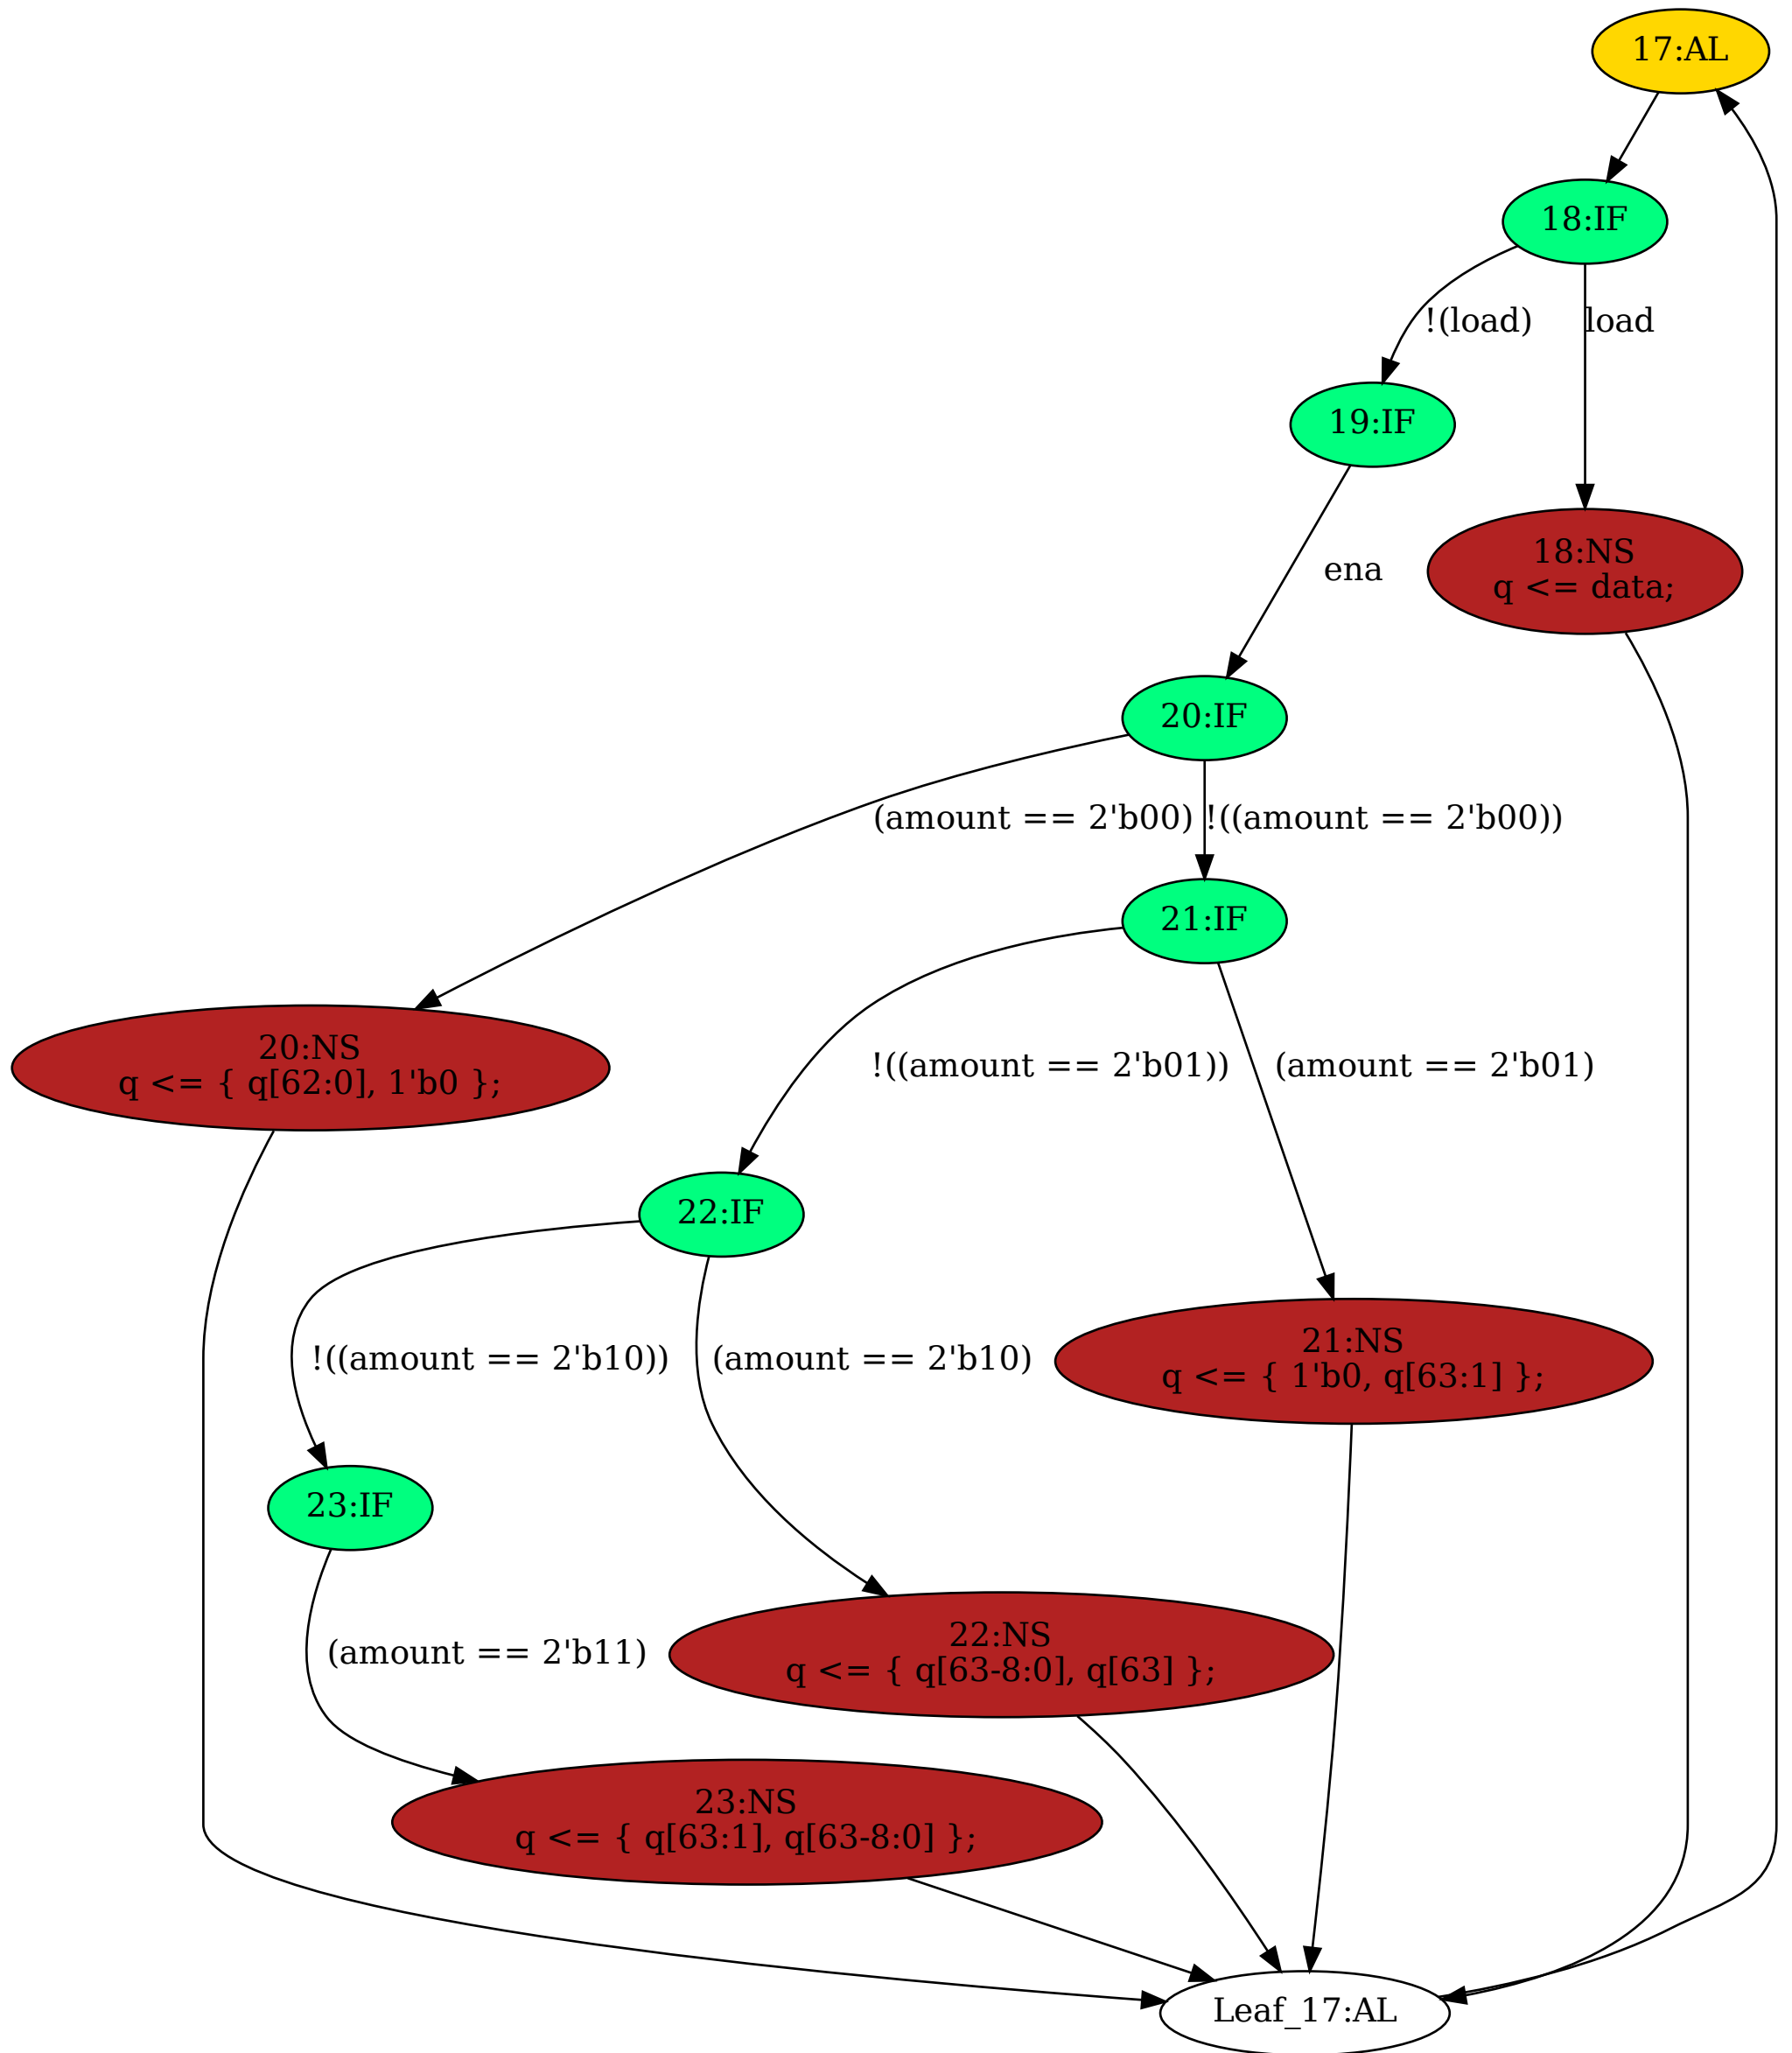 17:AL
18:IF
!(load)
load
19:IF
18:NS
q <= data;
ena
20:IF
(amount == 2'b00)
!((amount == 2'b00))
21:IF
20:NS
q <= { q[62:0], 1'b0 };
!((amount == 2'b01))
(amount == 2'b01)
22:IF
21:NS
q <= { 1'b0, q[63:1] };
!((amount == 2'b10))
(amount == 2'b10)
23:IF
22:NS
q <= { q[63-8:0], q[63] };
(amount == 2'b11)
23:NS
q <= { q[63:1], q[63-8:0] };
Leaf_17:AL